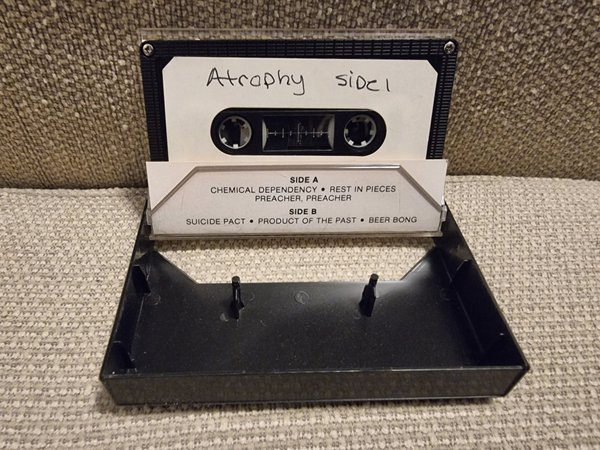 Atrophy side 1
SIDE A
CHEMICAL DEPENDENCY • REST IN PIECES
PREACHER, PREACHER
SIDE B
SUICIDE PACT • PRODUCT OF THE PAST • BEER BONG